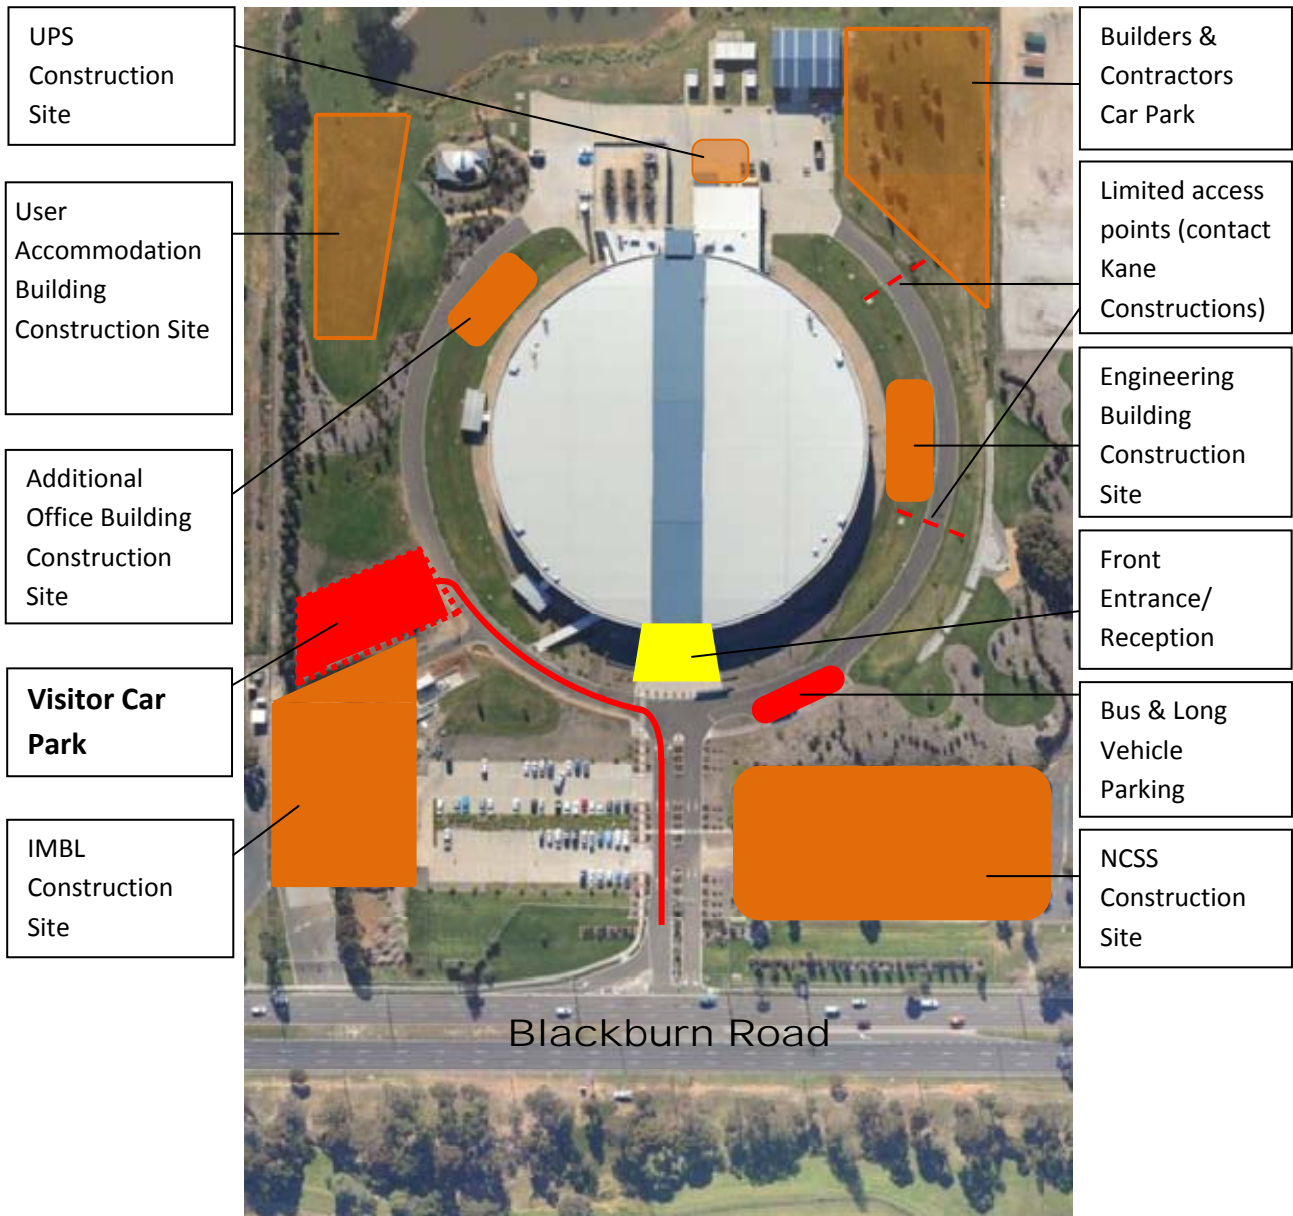 UPS
Construction
Site
User
Accommodation
Building
Construction Site
Additional
Office Building
Construction
Site
Visitor Car
Park
IMBL
Construction
Site
Builders &
Contractors
Car Park
Limited access
points (contact
Kane
Constructions)
Engineering
Building
Construction
Site
Front
Entrance/
Reception
Bus & Long
Vehicle
Parking
NCSS
Construction
Site
Blackburn Road